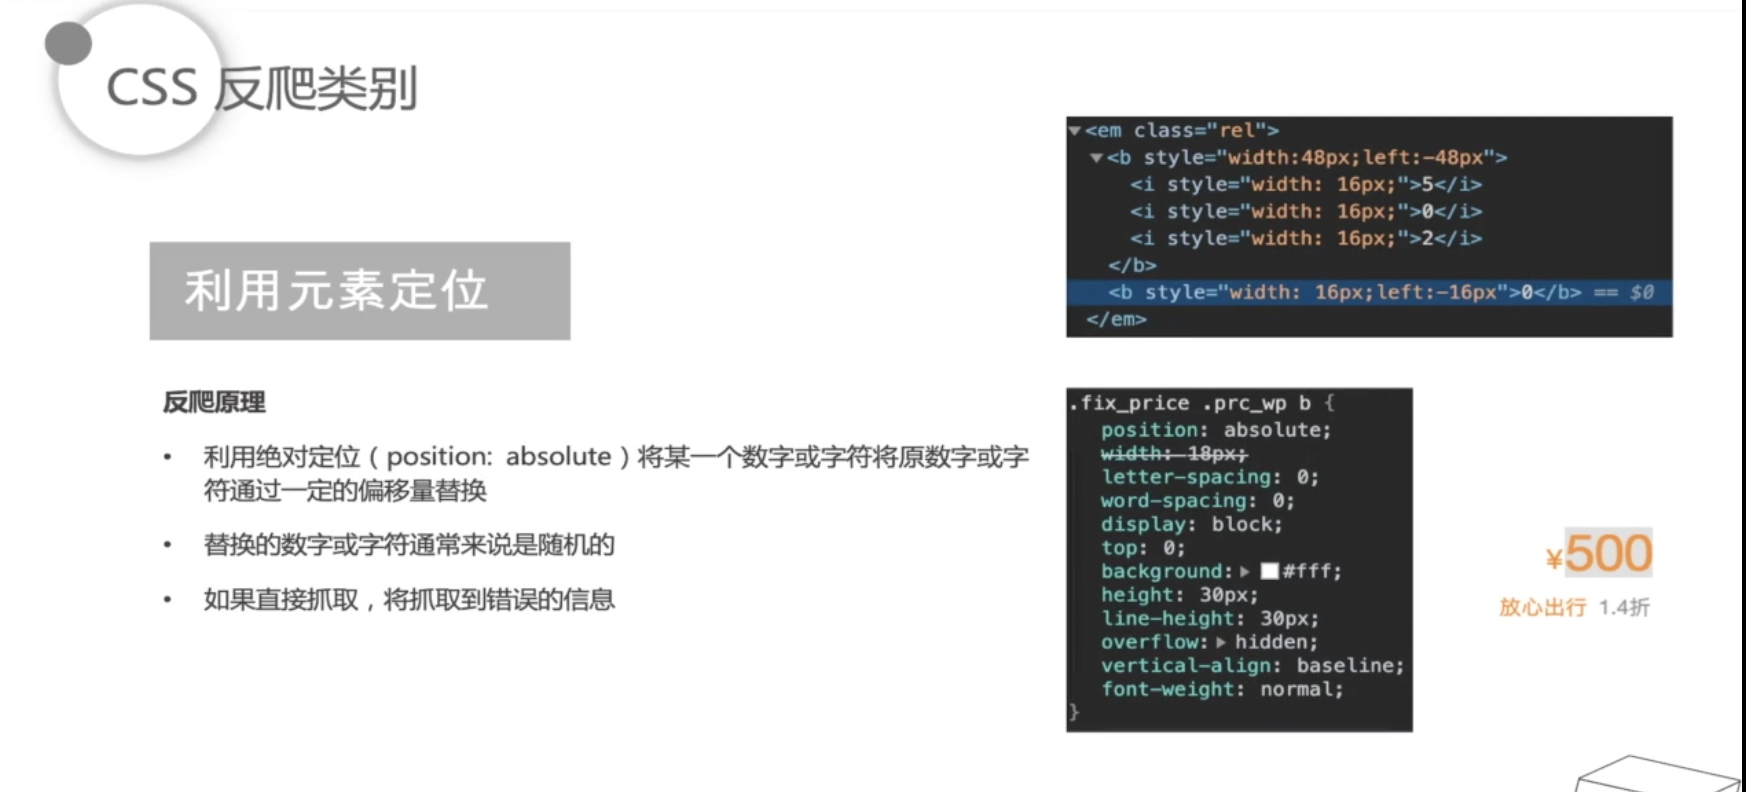 CSS 反爬类别
利用元素定位
反爬原理
• 利用绝对定位（position: absolute）将某一个数字或字符将原数字或字
符通过一定的偏移量替换
• 替换的数字或字符通常来说是随机的
• 如果直接抓取，将抓取到错误的信息
▼<em class="rel">
▼<b style="width:48px;left:-48px">
<i style="width: 16px;">5</i>
<i style="width: 16px;">0</i>
<i style="width: 16px;">2</i>
</b>
<b style="width: 16px;left:-16px">0</b> == $0
</em>
.fix_price .prc_wp b {
position: absolute;
width: 18px;
letter-spacing: 0;
word-spacing: 0;
display: block;
top: 0;
background:▶ #fff;
height: 30px;
line-height: 30px;
overflow:▶ hidden;
vertical-align: baseline;
font-weight: normal;
}
¥500
放心出行 1.4折